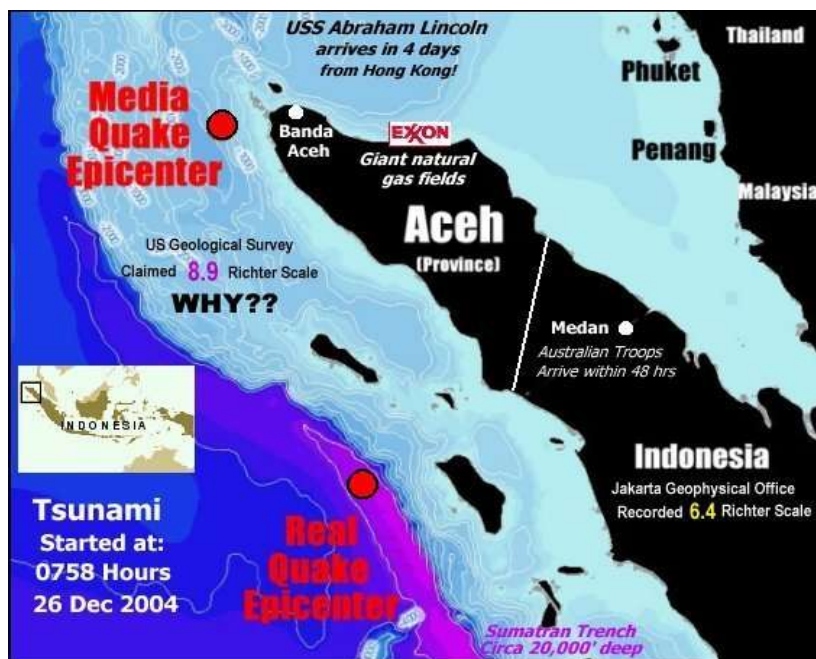 USS Abraham Lincoln
arrives in 4 days
from Hong Kong!
Thailand
Phuket
Penang
Malaysia
Media
Quake
Epicenter
Banda
Aceh
EXXON
Giant natural
gas fields
Aceh
(Province)
US Geological Survey
Claimed 8.9 Richter Scale
WHY??
Medan
Australian Troops
Arrive within 48 hrs
INDONESIA
Indonesia
Jakarta Geophysical Office
Recorded 6.4 Richter Scale
Tsunami
Started at:
0758 Hours
26 Dec 2004
Real
Quake
Epicenter
Sumatran Trench
Circa 20,000' deep